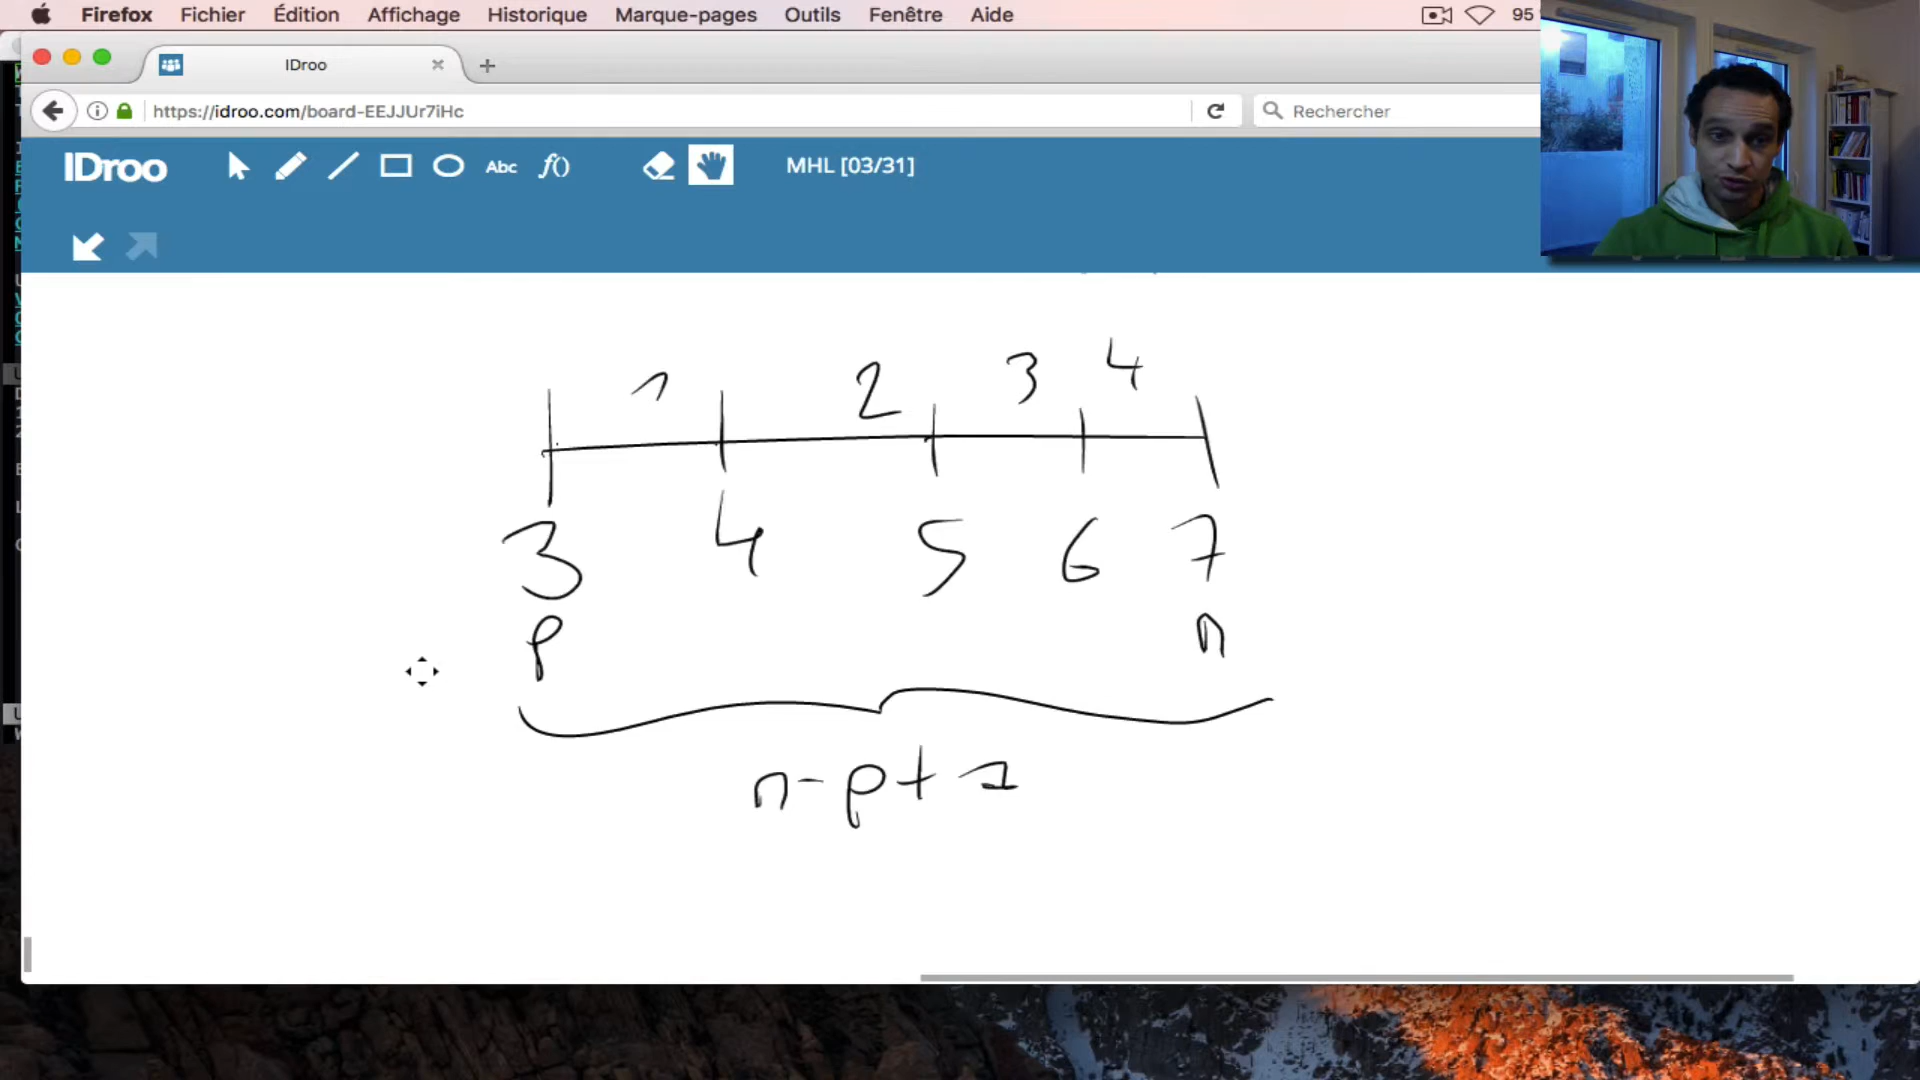 Firefox Fichier Édition Affichage Historique Marque-pages Outils Fenêtre Aide 95
IDroo
https://idroo.com/board-EEJJUr7iHc
Rechercher
IDroo Abc f() MHL [03/31]
1 2 3 4
3 4 5 6 7
p n
n-p+1